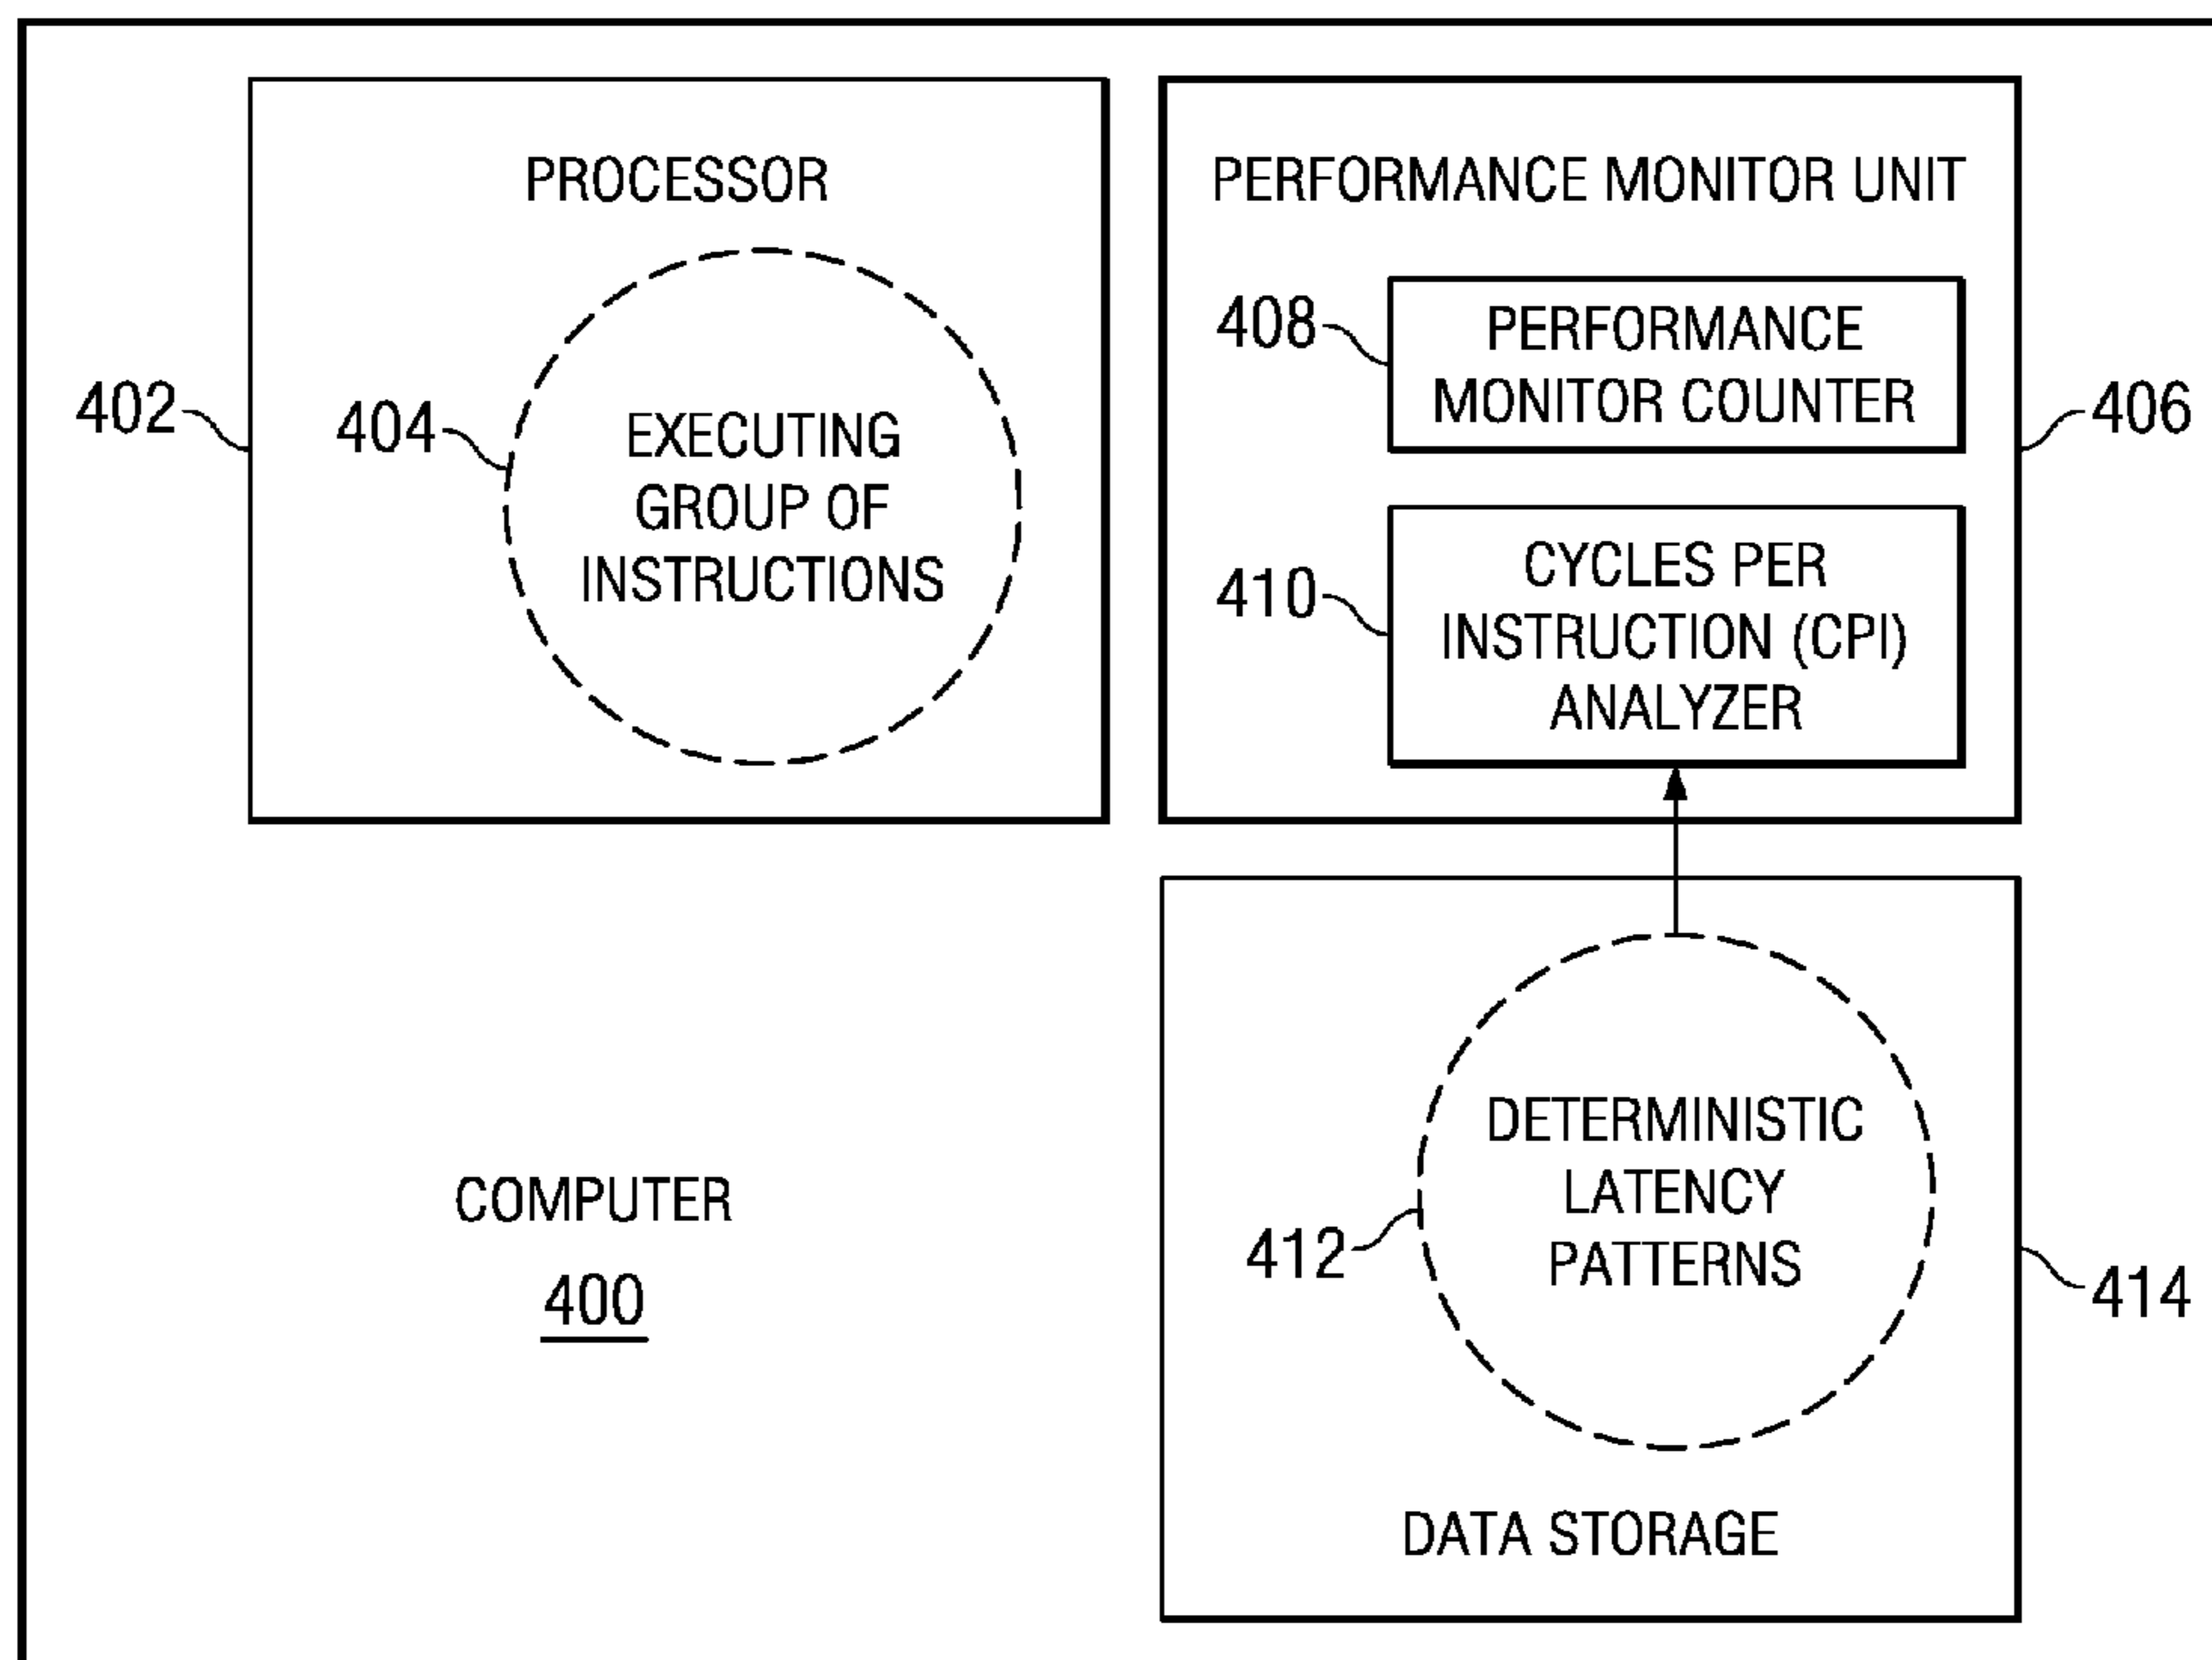 PROCESSOR
402
404
EXECUTING
GROUP OF
INSTRUCTIONS
PERFORMANCE MONITOR UNIT
406
408
PERFORMANCE
MONITOR COUNTER
410
CYCLES PER
INSTRUCTION (CPI)
ANALYZER
COMPUTER
400
412
DETERMINISTIC
LATENCY
PATTERNS
414
DATA STORAGE